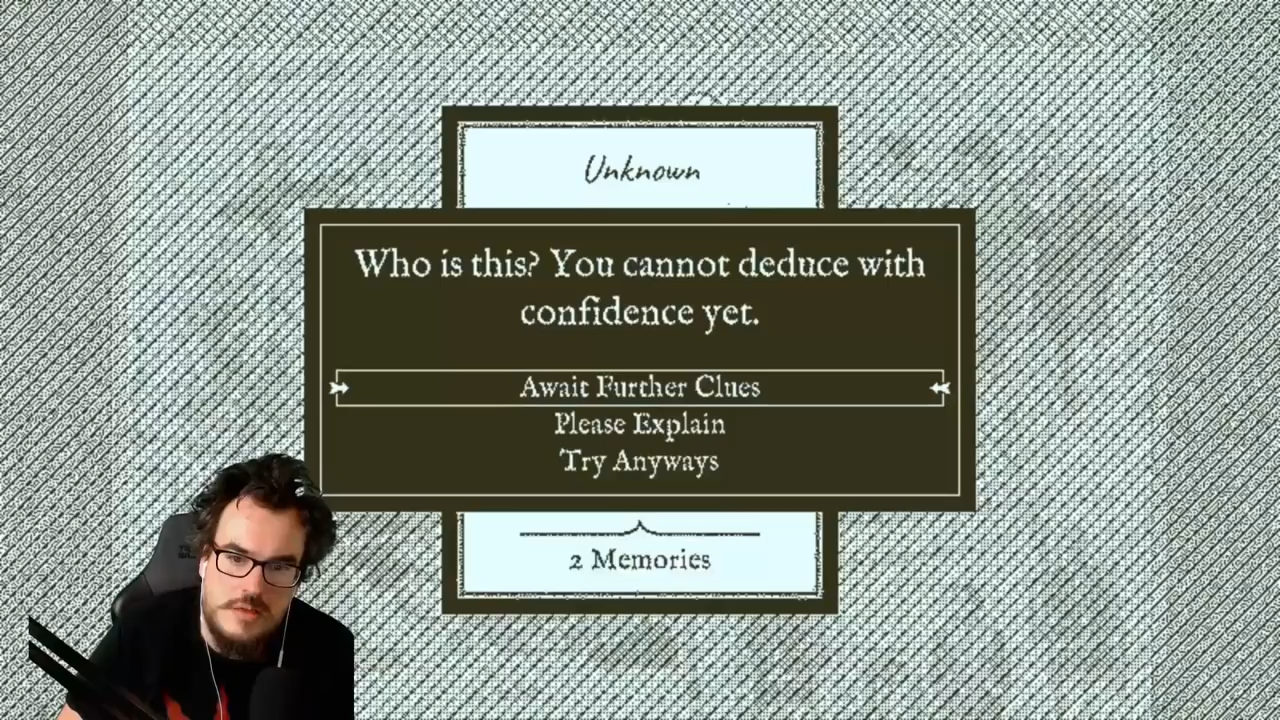 Unknown
Who is this? You cannot deduce with
confidence yet.
Await Further Clues
Please Explain
Try Anyways
2 Memories